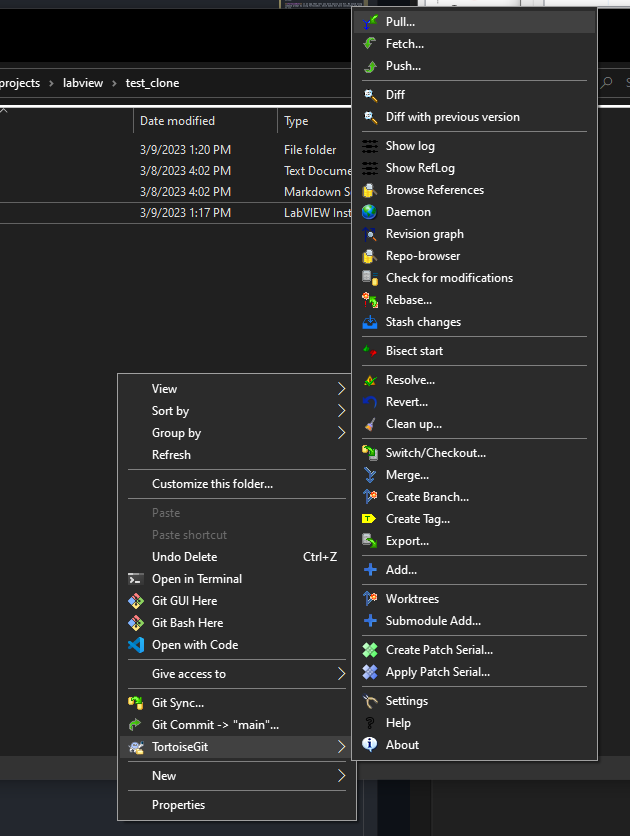 projects > labview > test_clone
Date modified Type
3/9/2023 1:20 PM File folder
3/8/2023 4:02 PM Text Docume
3/8/2023 4:02 PM Markdown S
3/9/2023 1:17 PM LabVIEW Inst
View
Sort by
Group by
Refresh
Customize this folder...
Paste
Paste shortcut
Undo Delete Ctrl+Z
Open in Terminal
Git GUI Here
Git Bash Here
Open with Code
Give access to
Git Sync...
Git Commit -> "main"...
TortoiseGit
New
Properties
Pull...
Fetch...
Push...
Diff
Diff with previous version
Show log
Show RefLog
Browse References
Daemon
Revision graph
Repo-browser
Check for modifications
Rebase...
Stash changes
Bisect start
Resolve...
Revert...
Clean up...
Switch/Checkout...
Merge...
Create Branch...
Create Tag...
Export...
Add...
Worktrees
Submodule Add...
Create Patch Serial...
Apply Patch Serial...
Settings
Help
About